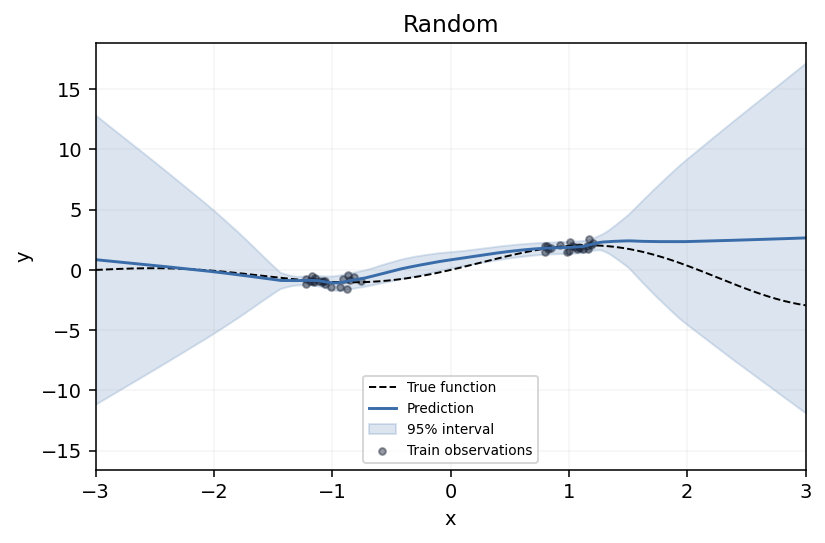 Random
15
10
5
0
−5
−10
−15
y
True function
Prediction
95% interval
Train observations
−3
−2
−1
0
1
2
3
x